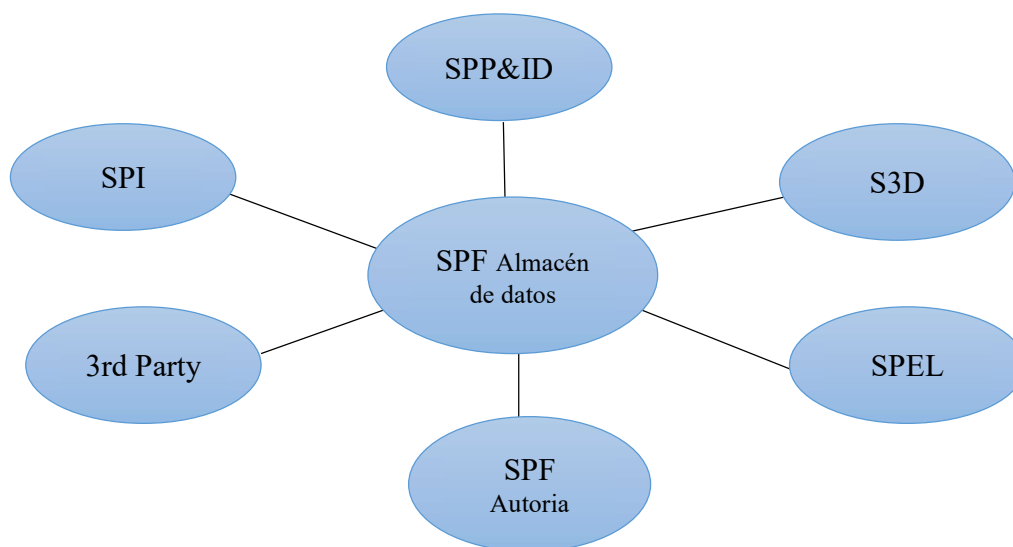 SPP&ID
SPI
S3D
SPF Almacén
de datos
3rd Party
SPEL
SPF
Autoria